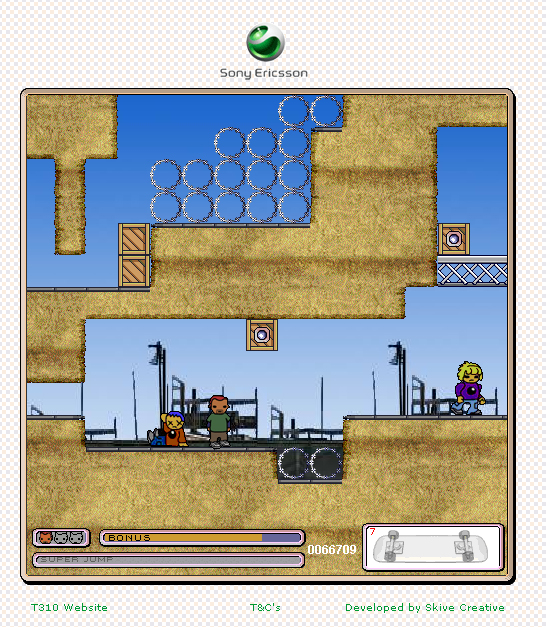 Sony Ericsson
BONUS
SUPER JUMP
0066709
7
T310 Website
T&C's
Developed by Skive Creative